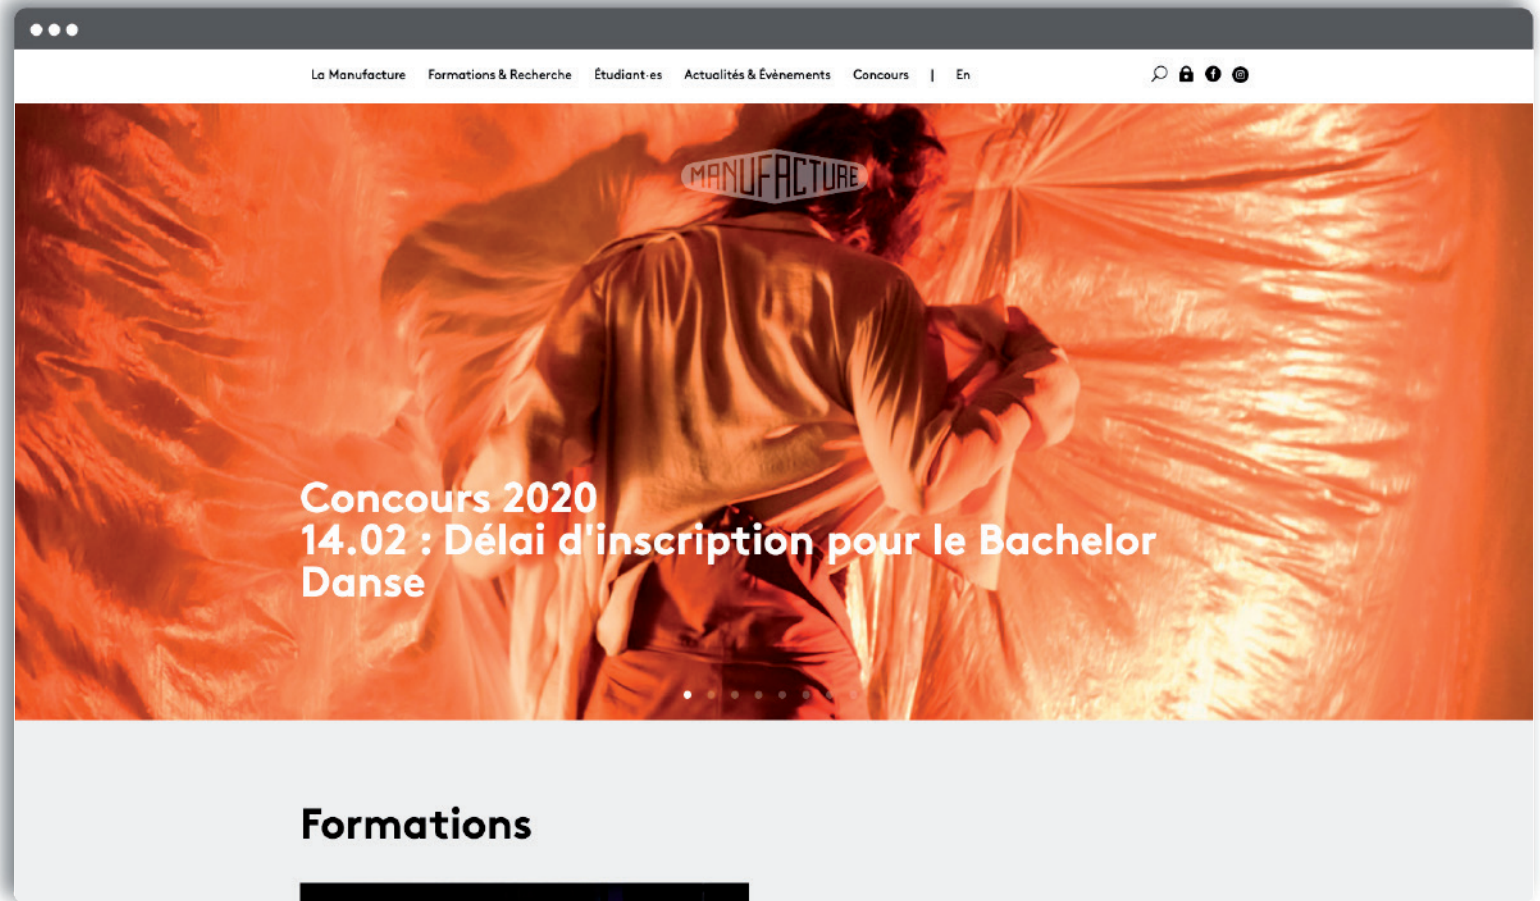 La Manufacture Formations & Recherche Étudiant·es Actualités & Évènements Concours | En
MANUFACTURE
Concours 2020
14.02 : Délai d'inscription pour le Bachelor
Danse
Formations